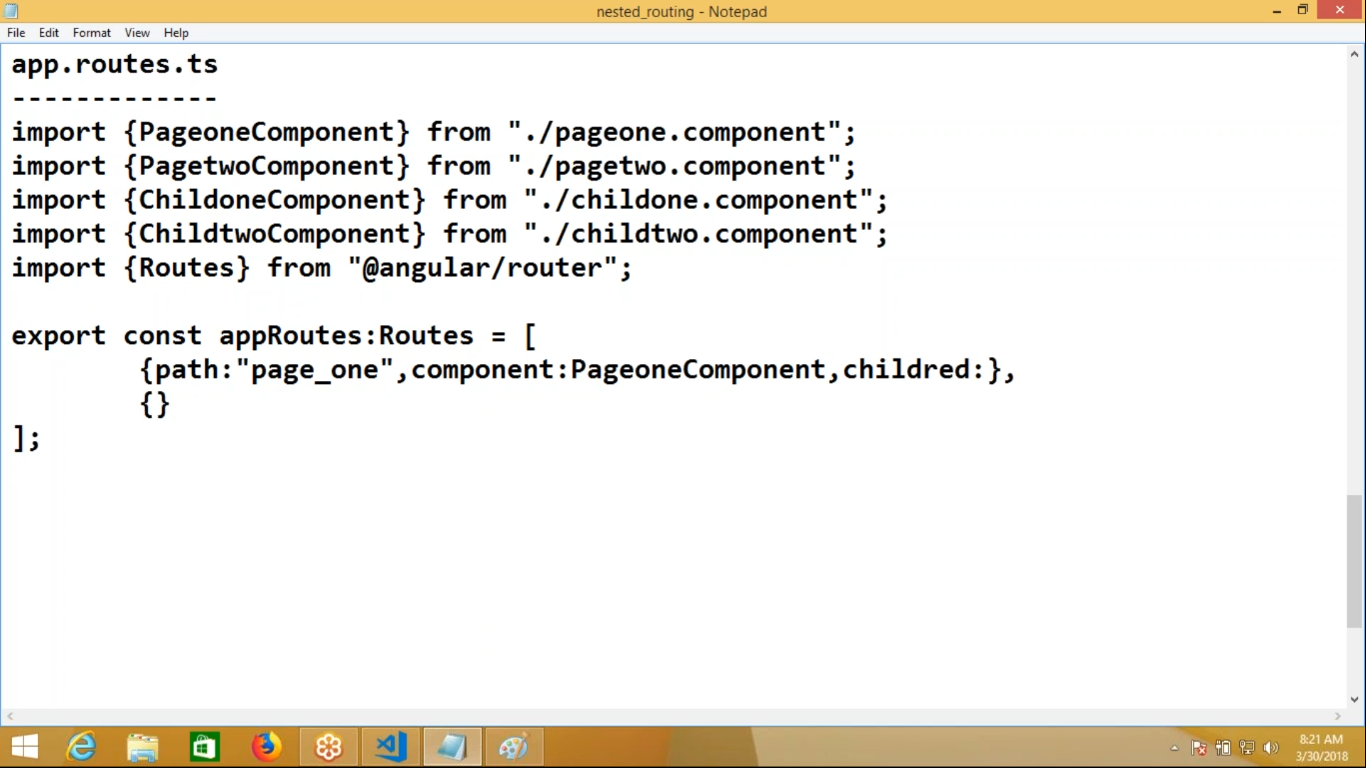 nested_routing - Notepad
File Edit Format View Help
app.routes.ts
-------------
import {PageoneComponent} from "./pageone.component";
import {PagetwoComponent} from "./pagetwo.component";
import {ChildoneComponent} from "./childone.component";
import {ChildtwoComponent} from "./childtwo.component";
import {Routes} from "@angular/router";
export const appRoutes:Routes = [
{path:"page_one",component:PageoneComponent,childred:},
{}
];
8:21 AM
3/30/2018